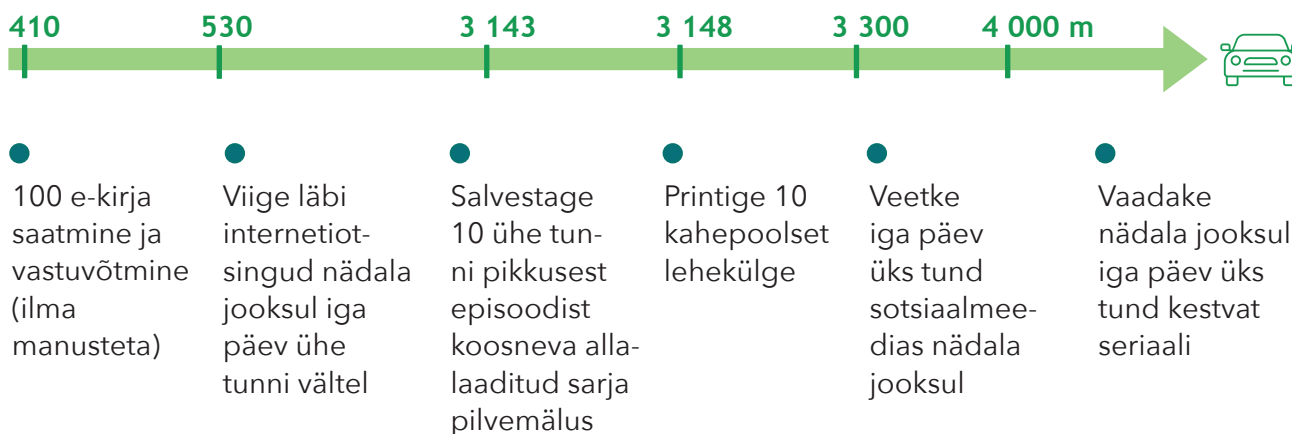 410 530 3 143 3 148 3 300 4 000 m
100 e-kirja
saatmine ja
vastuvõtmine
(ilma
manusteta)
Viige läbi
internetiot-
singud nädala
jooksul iga
päev ühe
tunni vältel
Salvestage
10 ühe tun-
ni pikkusest
episoodist
koosneva alla-
laaditud sarja
pilvemälus
Printige 10
kahepoolset
lehekülge
Veetke
iga päev
üks tund
sotsiaalmee-
dias nädala
jooksul
Vaadake
nädala jooksul
iga päev üks
tund kestvat
seriaali